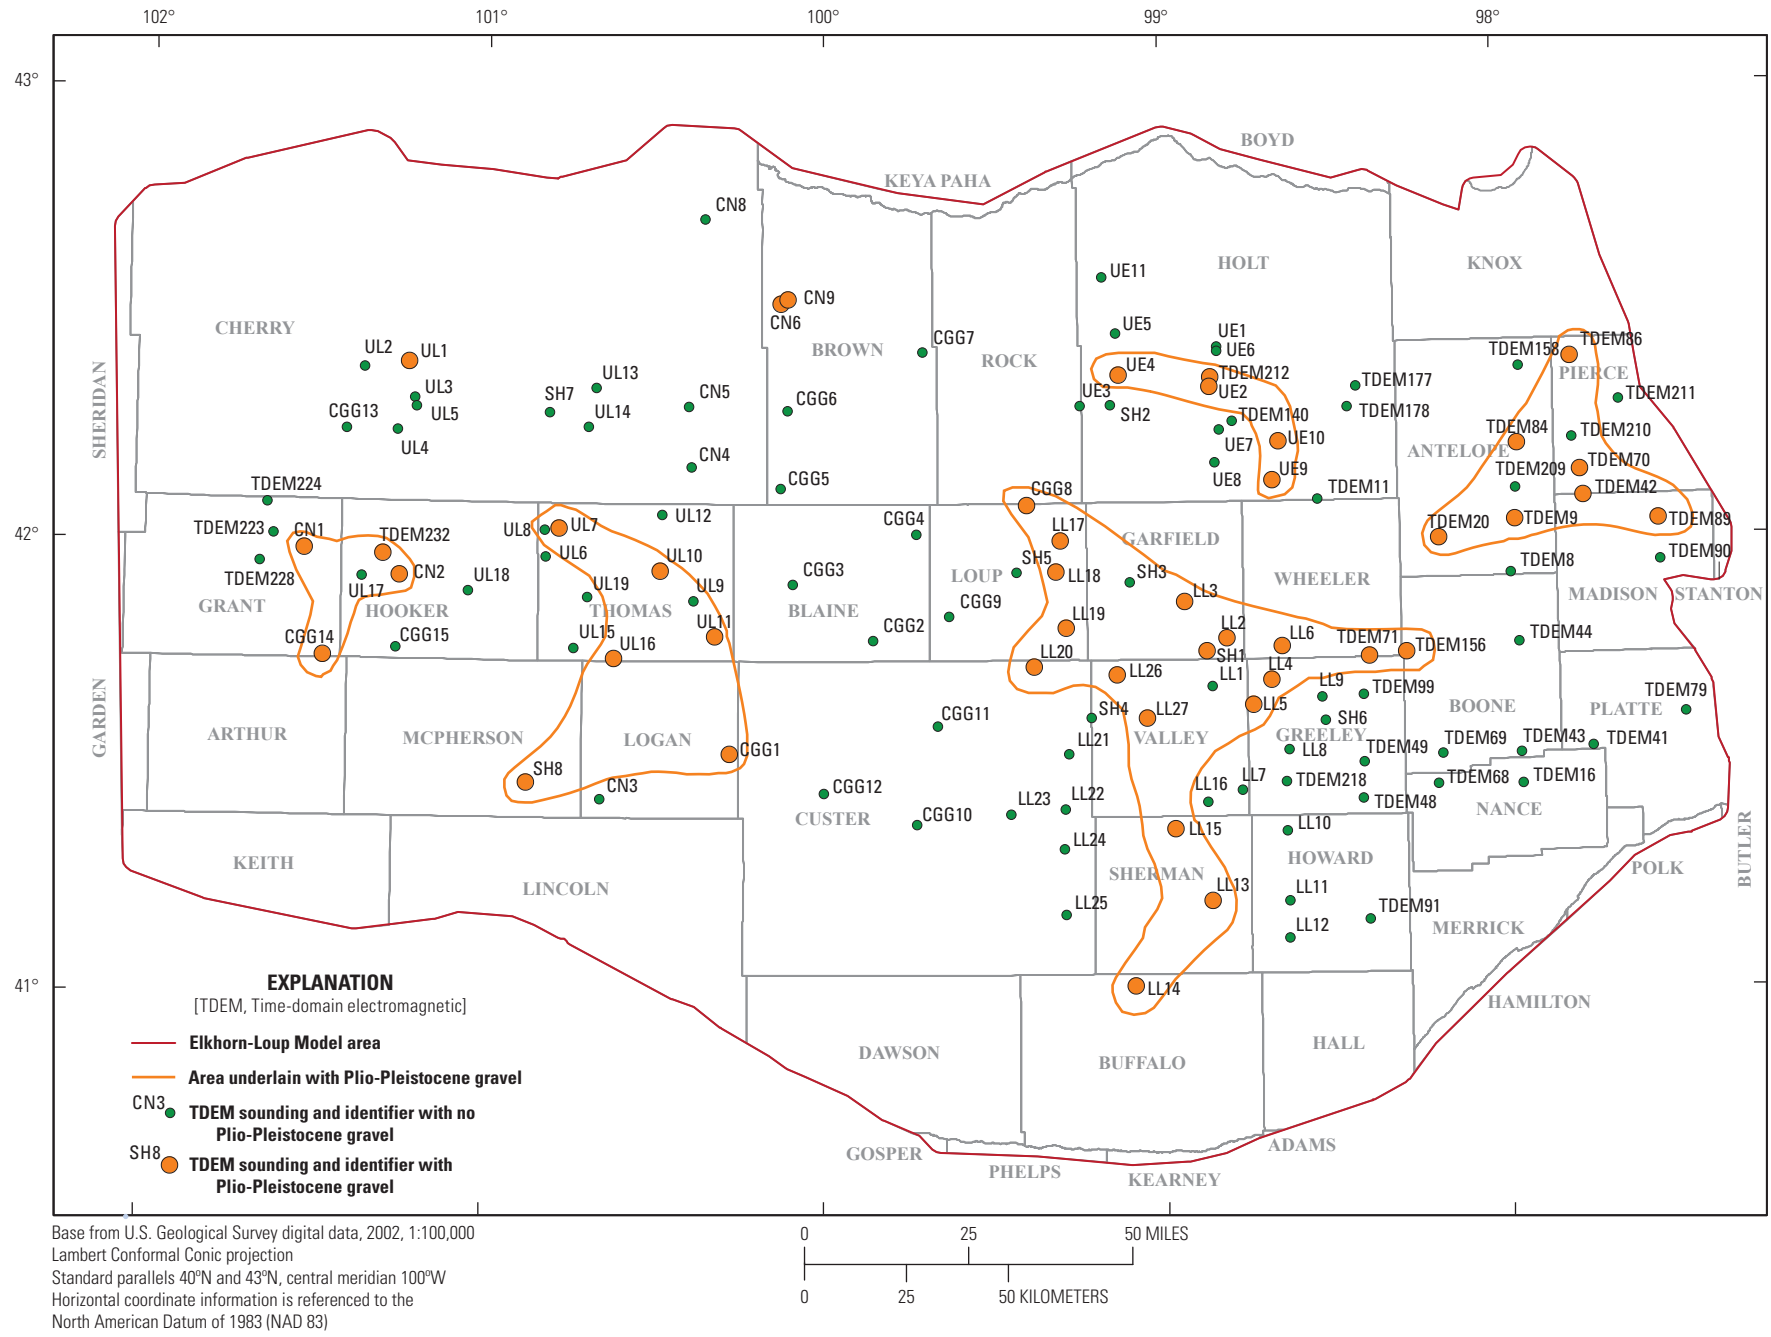 102°
101°
100°
99°
98°
43°
42°
41°
BOYD
KEYA PAHA
CN8
HOLT
KNOX
UE11
CN9
CN6
CHERRY
BROWN
ROCK
CGG7
UE5
UE1
UE6
TDEM86
TDEM158
PIERCE
UL2
UL1
UL13
UE4
TDEM212
UE2
TDEM177
TDEM211
SHERIDAN
UL3
UL5
SH7
CN5
CGG6
UE3
SH2
TDEM140
TDEM178
CGG13
UL4
UL14
UE7
UE10
TDEM84
TDEM210
ANTELOPE
CN4
UE8
UE9
TDEM209
TDEM70
TDEM224
CGG5
CGG8
TDEM11
TDEM42
TDEM223
CN1
TDEM232
UL8
UL7
UL12
CGG4
LL17
GARFIELD
TDEM20
TDEM9
TDEM89
TDEM228
UL17
CN2
UL18
UL6
UL10
CGG3
LOUP
SH5
LL18
SH3
WHEELER
TDEM8
TDEM90
GRANT
HOOKER
UL19
THOMAS
UL9
BLAINE
CGG9
LL3
MADISON
STANTON
CGG14
CGG15
UL15
UL16
UL11
CGG2
LL19
LL2
LL6
TDEM71
TDEM156
TDEM44
LL20
LL26
SH1
LL4
GARDEN
LL1
LL9
TDEM99
TDEM79
ARTHUR
MCPHERSON
LOGAN
CGG11
SH4
LL27
LL5
SH6
BOONE
PLATTE
VALLEY
GREELEY
CGG1
LL21
LL8
TDEM49
TDEM69
TDEM43
TDEM41
SH8
CN3
CGG12
LL16
LL7
TDEM218
TDEM68
TDEM16
CUSTER
CGG10
LL23
LL22
TDEM48
NANCE
LL24
LL15
LL10
KEITH
LINCOLN
SHERMAN
HOWARD
POLK
BUTLER
LL25
LL13
LL11
TDEM91
LL12
MERRICK
LL14
HAMILTON
DAWSON
BUFFALO
HALL
GOSPER
PHELPS
KEARNEY
ADAMS
EXPLANATION
[TDEM, Time-domain electromagnetic]
Elkhorn-Loup Model area
Area underlain with Plio-Pleistocene gravel
CN3
TDEM sounding and identifier with no
Plio-Pleistocene gravel
SH8
TDEM sounding and identifier with
Plio-Pleistocene gravel
Base from U.S. Geological Survey digital data, 2002, 1:100,000
Lambert Conformal Conic projection
Standard parallels 40ºN and 43ºN, central meridian 100ºW
Horizontal coordinate information is referenced to the
North American Datum of 1983 (NAD 83)
0 25 50 MILES
0 25 50 KILOMETERS